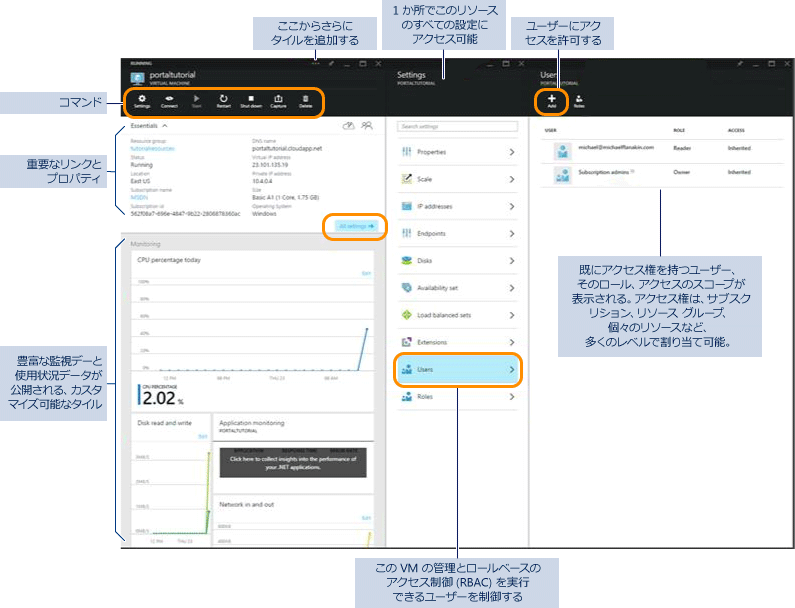 ここからさらに
タイルを追加する
1 か所でこのリソース
のすべての設定に
アクセス可能
ユーザーにアク
セスを許可する
コマンド
重要なリンクと
プロパティ
豊富な監視デーと
使用状況データが
公開される、カスタ
マイズ可能なタイル
RUNNING
portaltutorial
VIRTUAL MACHINE
Settings
Connect
Start
Restart
Shut down
Capture
Delete
Essentials
Resource group
tutorialresources
Status
Running
Location
East US
Subscription name
MSDN
Subscription id
DNS name
portaltutorial.cloudapp.net
Virtual IP address
23.101.135.19
Private IP address
10.4.0.4
Size
Basic A1 (1 Core, 1.75 GB)
Operating System
Windows
All settings
Monitoring
CPU percentage today
Edit
100%
80%
60%
40%
20%
0%
12 PM
06 PM
THU 23
06 AM
CPU PERCENTAGE
2.02 %
Disk read and write
Edit
12 PM
THU 23
Application monitoring
PORTALTUTORIAL
APPLICATION
RESPONSE TIME
ERROR RATE
Click here to collect insights into the performance of
your .NET applications.
Network in and out
Edit
Settings
PORTALTUTORIAL
Search settings
Properties
Scale
IP addresses
Endpoints
Disks
Availability set
Load balanced sets
Extensions
Users
Roles
Users
PORTALTUTORIAL
Add
Roles
USER
ROLE
ACCESS
michael@michaelflanakin.com
Reader
Inherited
Subscription admins
Owner
Inherited
既にアクセス権を持つユーザー、
そのロール、アクセスのスコープが
表示される。アクセス権は、サブスク
リション、リソース グループ、
個々のリソースなど、
多くのレベルで割り当て可能。
この VM の管理とロールベースの
アクセス制御 (RBAC) を実行
できるユーザーを制御する